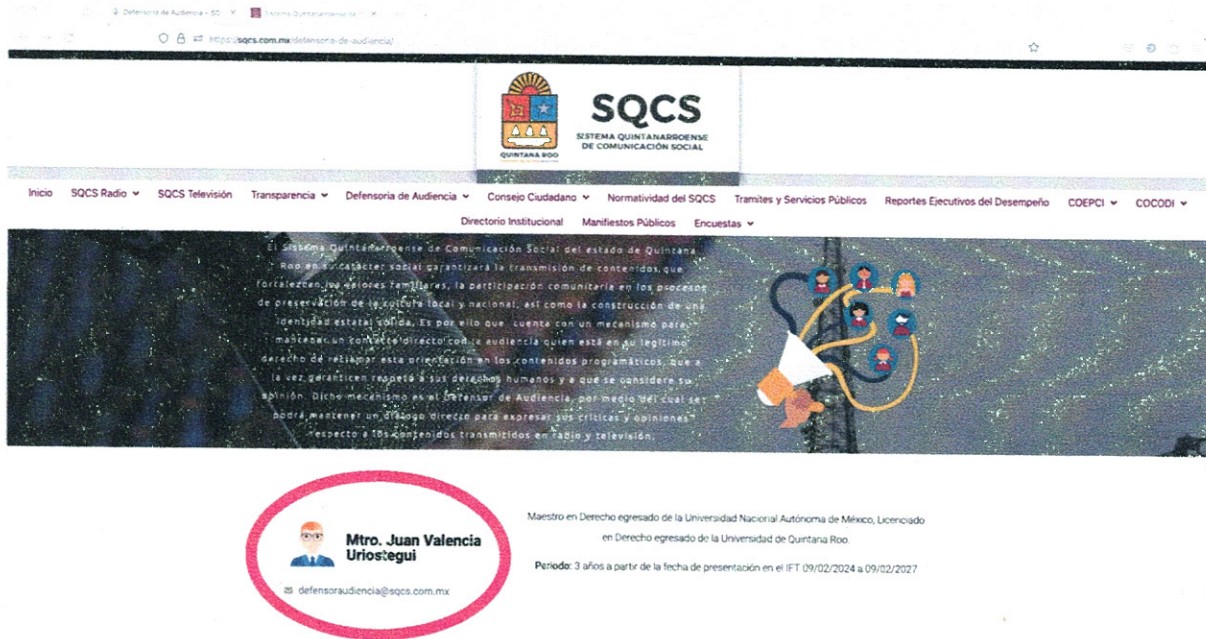 Defensoria de Audiencia – SQ
Sistema Quintanarroense de
https://sqcs.com.mx/defensoria-de-audiencia/
QUINTANA ROO
SQCS
SISTEMA QUINTANARROENSE
DE COMUNICACIÓN SOCIAL
Inicio SQCS Radio SQCS Televisión Transparencia Defensoria de Audiencia Consejo Ciudadano Normatividad del SQCS Tramites y Servicios Públicos Reportes Ejecutivos del Desempeño COEPCI COCODI
Directorio Institucional Manifiestos Públicos Encuestas
El Sistema Quintanarroense de Comunicación Social del estado de Quintana
Roo en su carácter social garantizará la transmisión de contenidos que
fortalezcan los valores familiares, la participación comunitaria en los procesos
de preservación de la cultura local y nacional, así como la construcción de una
identidad estatal sólida. Es por ello que cuenta con un mecanismo para
mantener un contacto directo con la audiencia quien está en su legítimo
derecho de reclamar esta orientación en los contenidos programáticos, que a
la vez garanticen respeto a sus derechos humanos y a que se considere su
opinión. Dicho mecanismo es el Defensor de Audiencia, por medio del cual se
podrá mantener un diálogo directo para expresar sus críticas y opiniones
respecto a los contenidos transmitidos en radio y televisión.
Mtro. Juan Valencia
Uriostegui
defensoraudiencia@sqcs.com.mx
Maestro en Derecho egresado de la Universidad Nacional Autónoma de México, Licenciado
en Derecho egresado de la Universidad de Quintana Roo.
Periodo: 3 años a partir de la fecha de presentación en el IFT 09/02/2024 a 09/02/2027